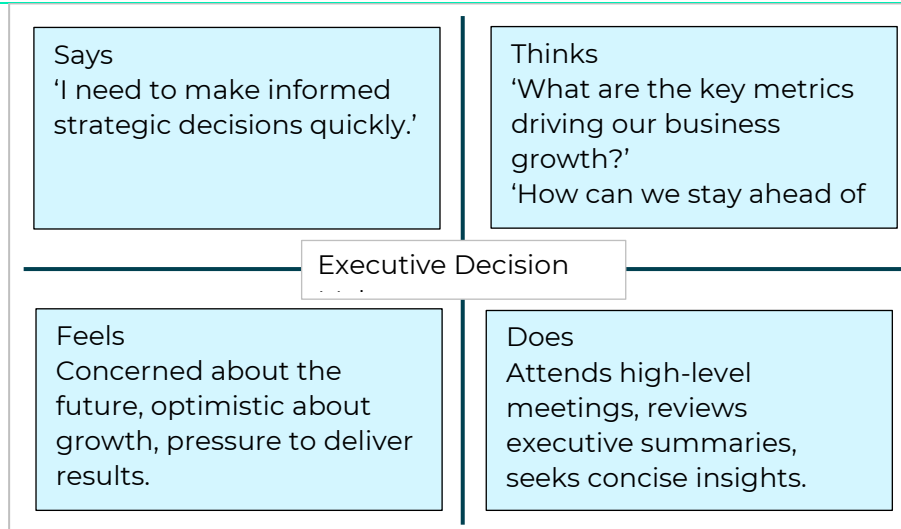 Says
‘I need to make informed
strategic decisions quickly.’
Thinks
‘What are the key metrics
driving our business
growth?’
‘How can we stay ahead of
Executive Decision
Feels
Concerned about the
future, optimistic about
growth, pressure to deliver
results.
Does
Attends high-level
meetings, reviews
executive summaries,
seeks concise insights.